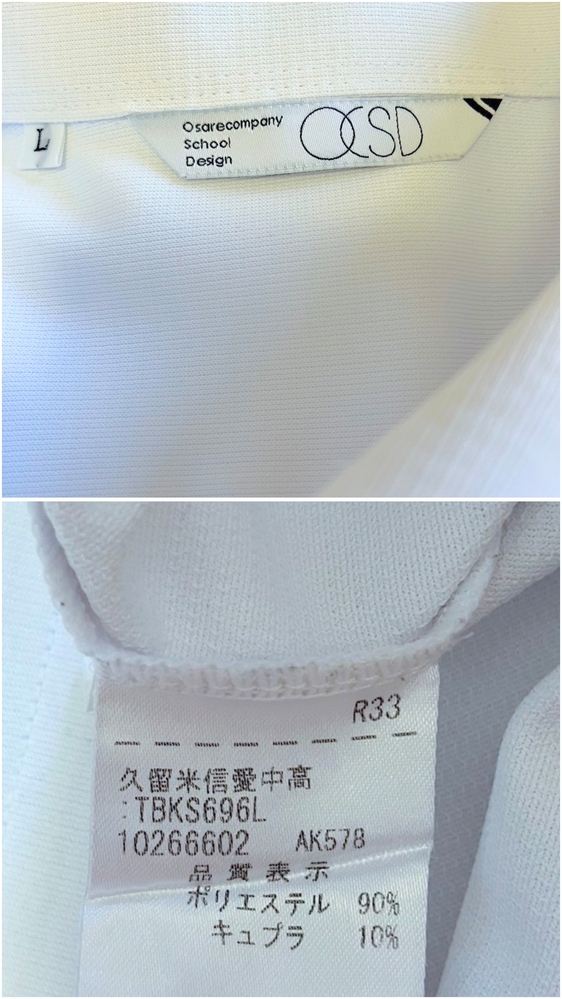 L
Osarecompany
School
Design
OCSD
R33
久留米信愛中高
:TBKS696L
10266602 AK578
品質表示
ポリエステル 90%
キュプラ 10%